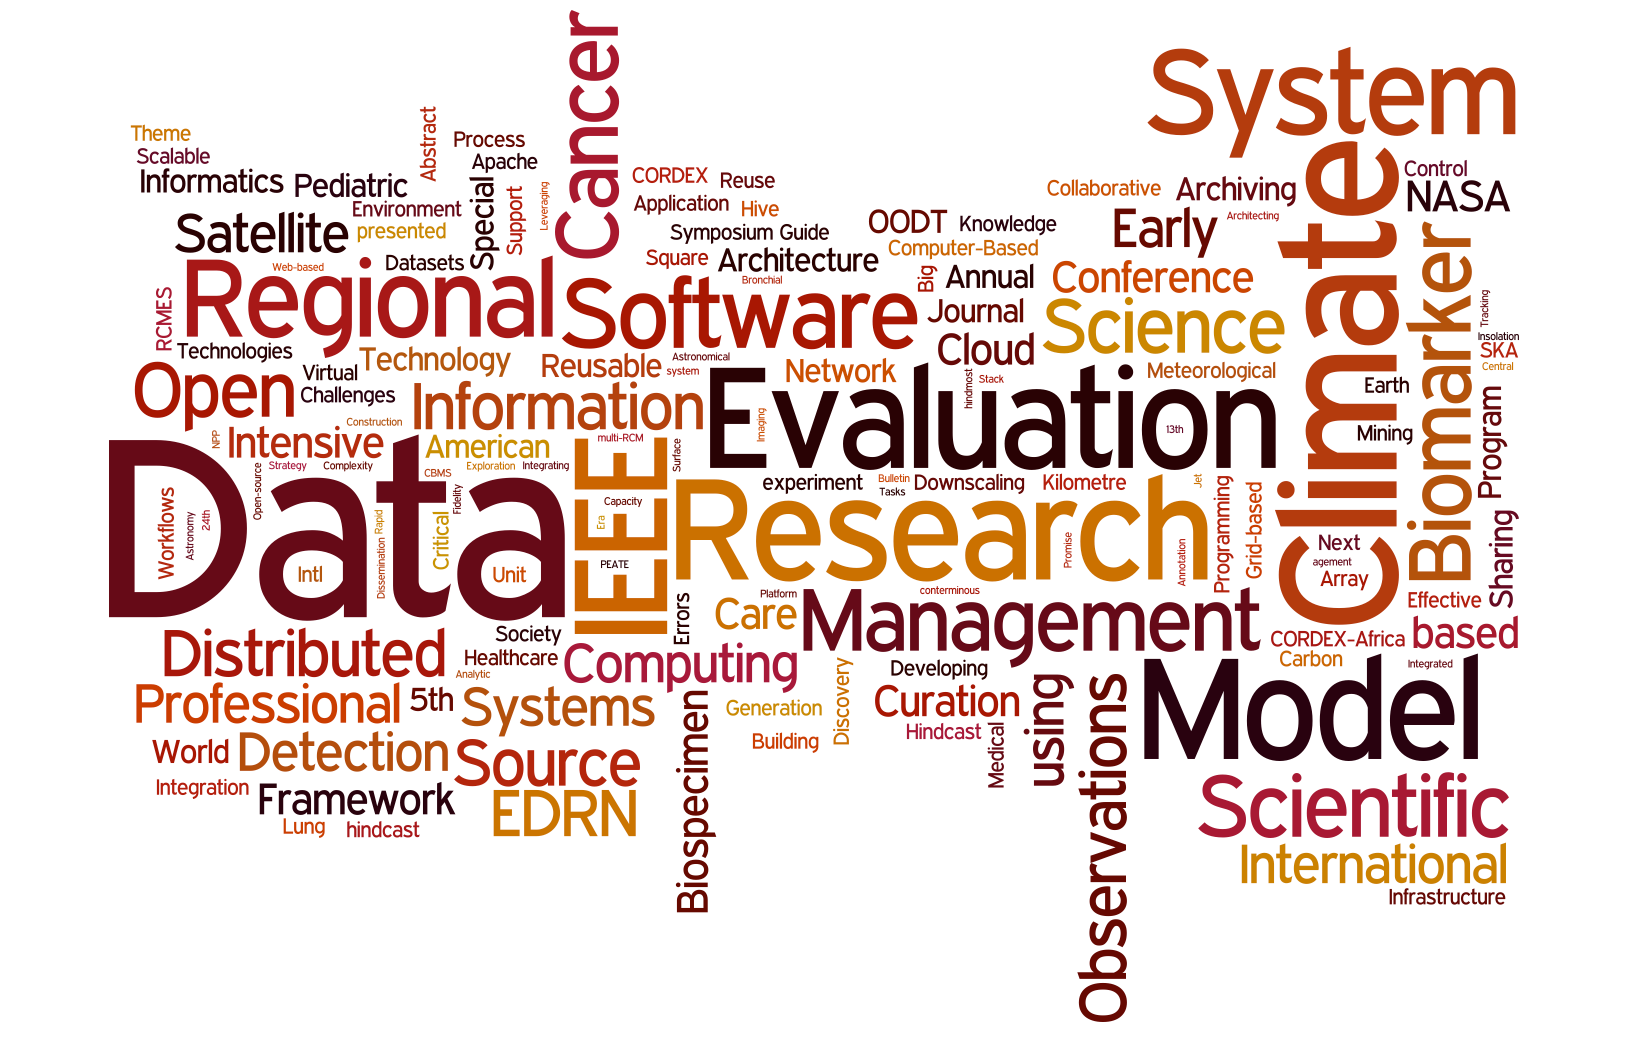 Cancer
System
Theme
Abstract
Process
Scalable
Apache
Informatics
Pediatric
Special
Support
Leveraging
CORDEX
Reuse
Collaborative
Archiving
Control
NASA
Environment
Application
Hive
Architecting
Satellite
presented
Symposium Guide
OODT
Knowledge
Early
Climate
Biomarker
Web-based
Datasets
Square
Architecture
Computer-Based
Bronchial
Big
Annual
Conference
RCMES
Regional
Software
Journal
Science
Tracking
Insolation
SKA
Central
Technologies
Technology
Reusable
Astronomical
system
Cloud
Network
hindmost
Stack
Meteorological
Open
Virtual
Challenges
Information
Evaluation
Earth
Program
Construction
Imaging
13th
Mining
NPP
Intensive
American
multi-RCM
Surface
Strategy
Complexity
CBMS
Exploration
Integrating
IEEE
experiment
Bulletin
Tasks
Downscaling
Kilometre
Jet
Data
Workflows
Astronomy
24th
Open-source
Dissemination
Rapid
Critical
Fidelity
Capacity
Era
Research
Programming
Grid-based
Sharing
Intl
Unit
PEATE
Promise
Annotation
Next
agement
Array
Errors
Platform
Care
conterminous
Management
Effective
CORDEX-Africa
based
Distributed
Society
Healthcare
Analytic
Computing
Discovery
Developing
Carbon
Integrated
Professional
5th
Systems
Biospecimen
Generation
Building
Curation
Hindcast
Medical
using
Observations
Model
World
Detection
Source
Integration
Framework
EDRN
Lung
hindcast
Scientific
International
Infrastructure